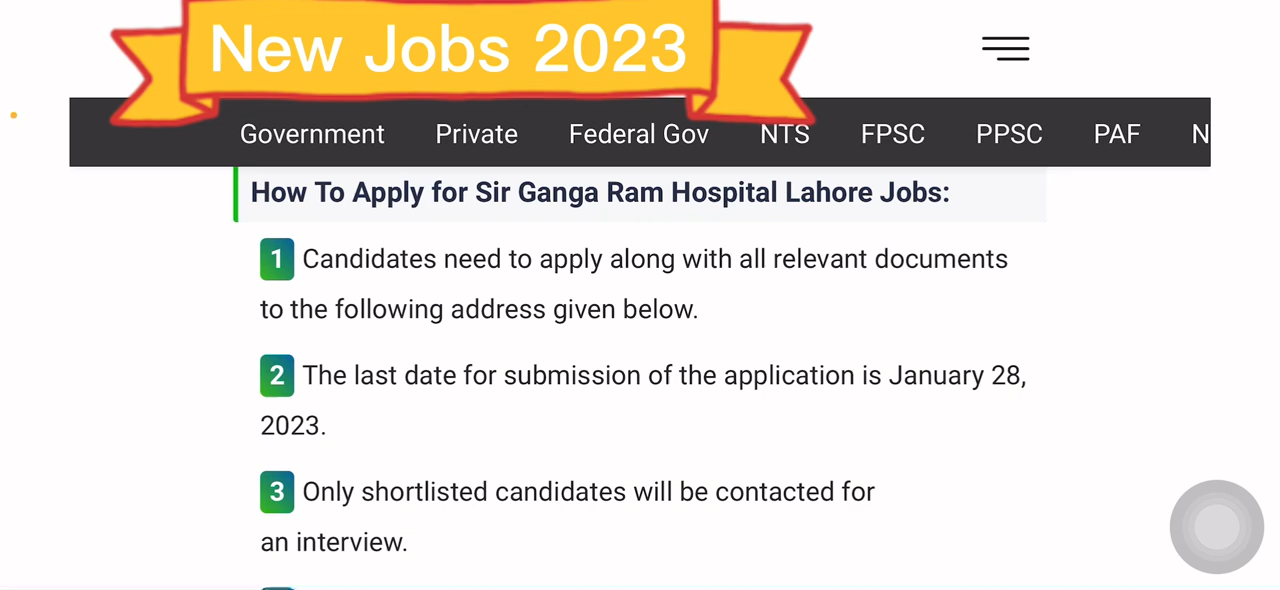 New Jobs 2023
Government Private Federal Gov NTS FPSC PPSC PAF N
How To Apply for Sir Ganga Ram Hospital Lahore Jobs:
1 Candidates need to apply along with all relevant documents
to the following address given below.
2 The last date for submission of the application is January 28,
2023.
3 Only shortlisted candidates will be contacted for
an interview.